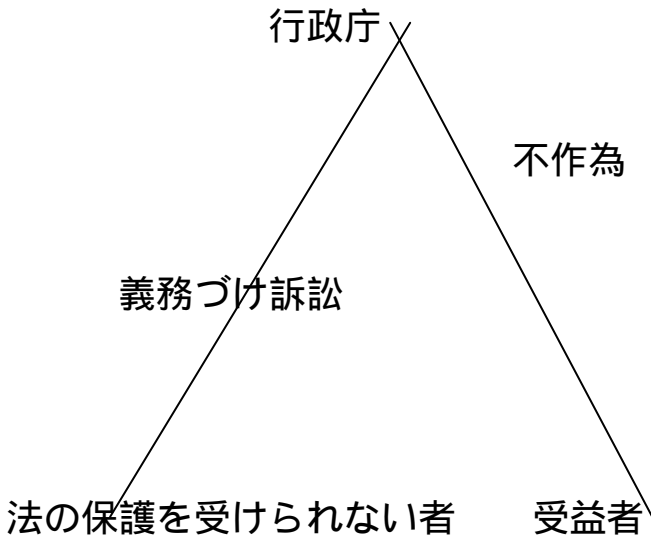 行政庁
不作為
義務づけ訴訟
法の保護を受けられない者
受益者